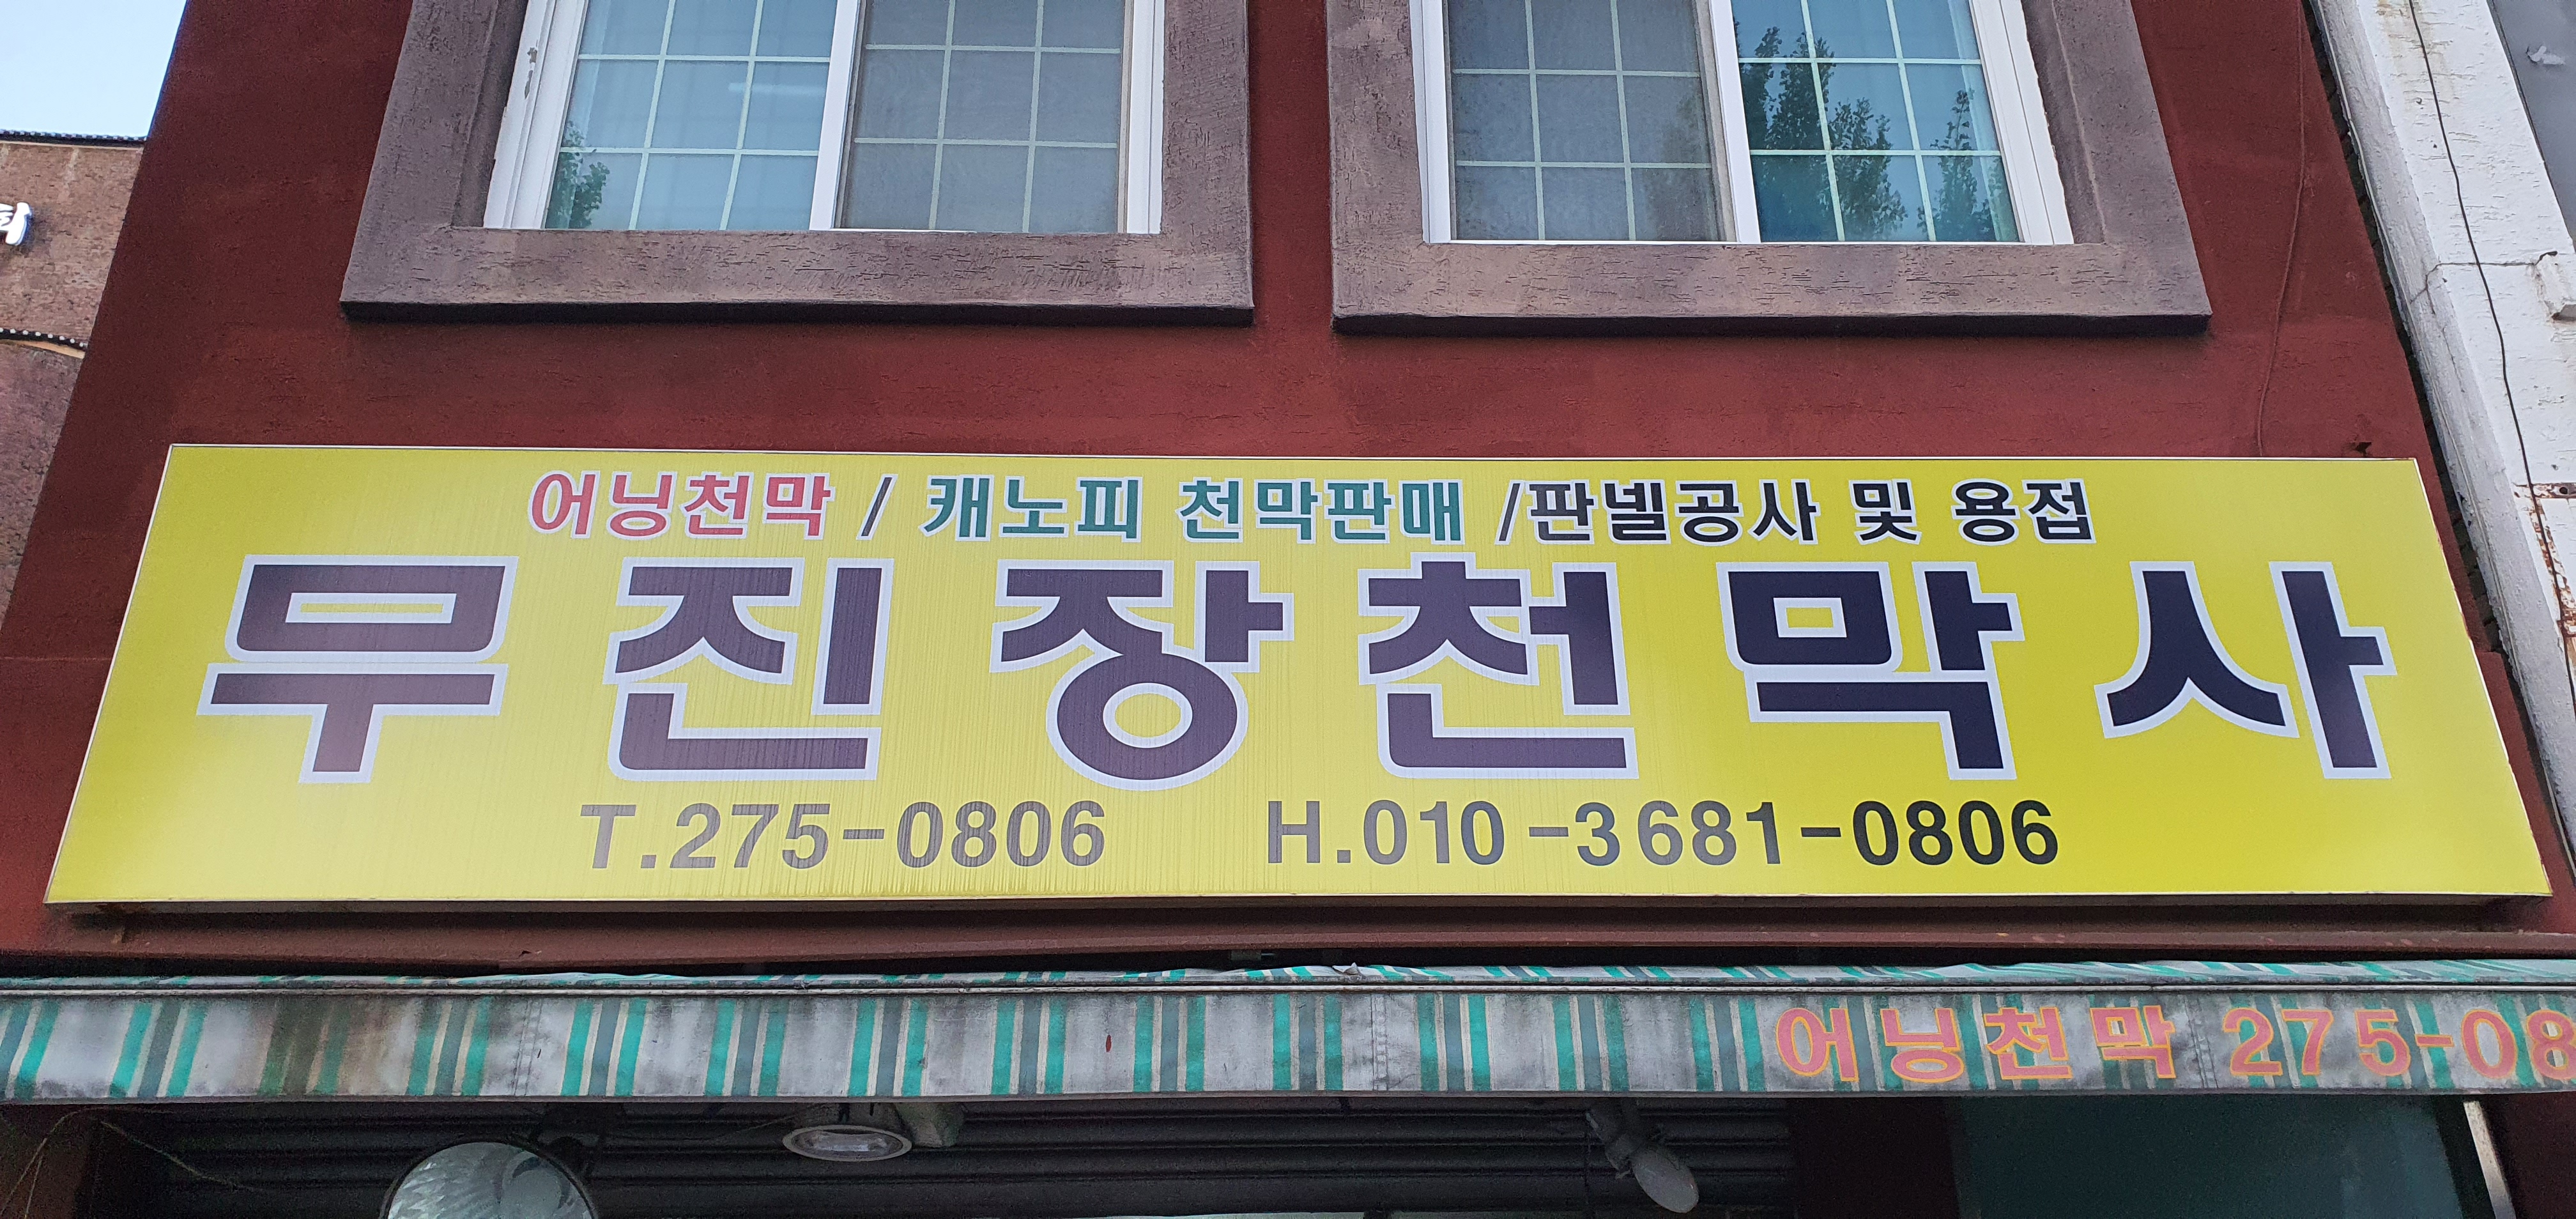 어닝천막 / 캐노피 천막판매 /판넬공사 및 용접
무진장천막사
T.275-0806 H.010-3681-0806
어닝천막 275-08